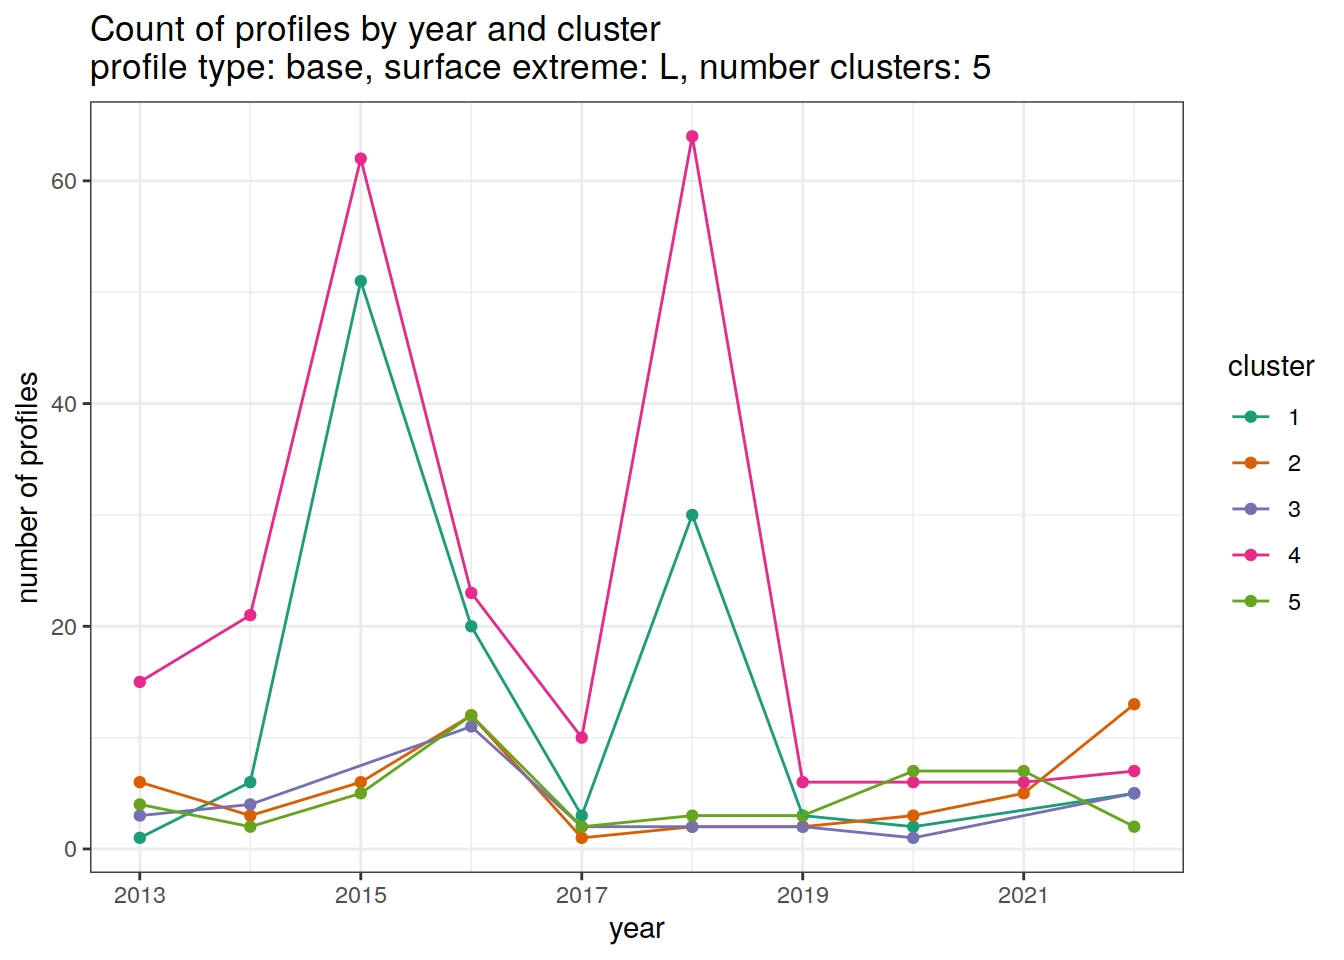 Count of profiles by year and cluster
profile type: base, surface extreme: L, number clusters: 5
number of profiles
60
40
20
0
2013 2015 2017 2019 2021
year
cluster
1
2
3
4
5